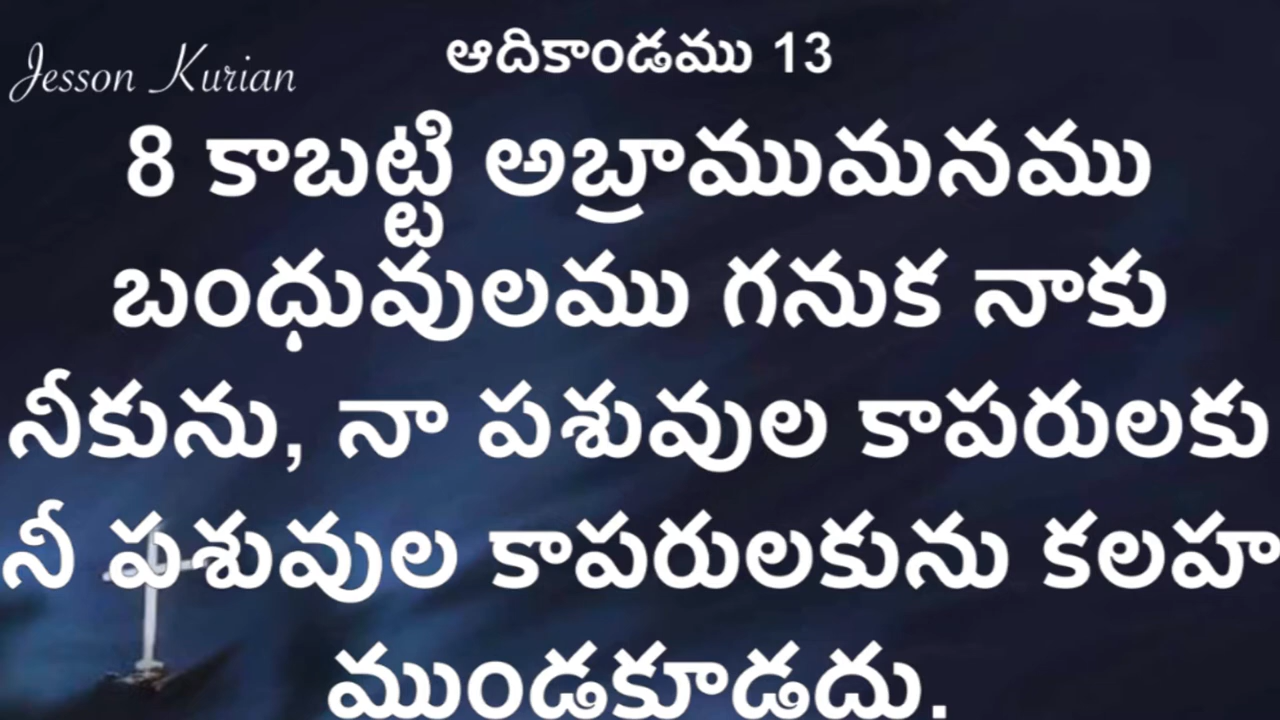 Jesson Kurian
ఆదికాండము 13
8 కాబట్టి అబ్రాముమనము
బంధువులము గనుక నాకు
నీకును, నా పశువుల కాపరులకు
నీ పశువుల కాపరులకును కలహ
ముండకూడదు.